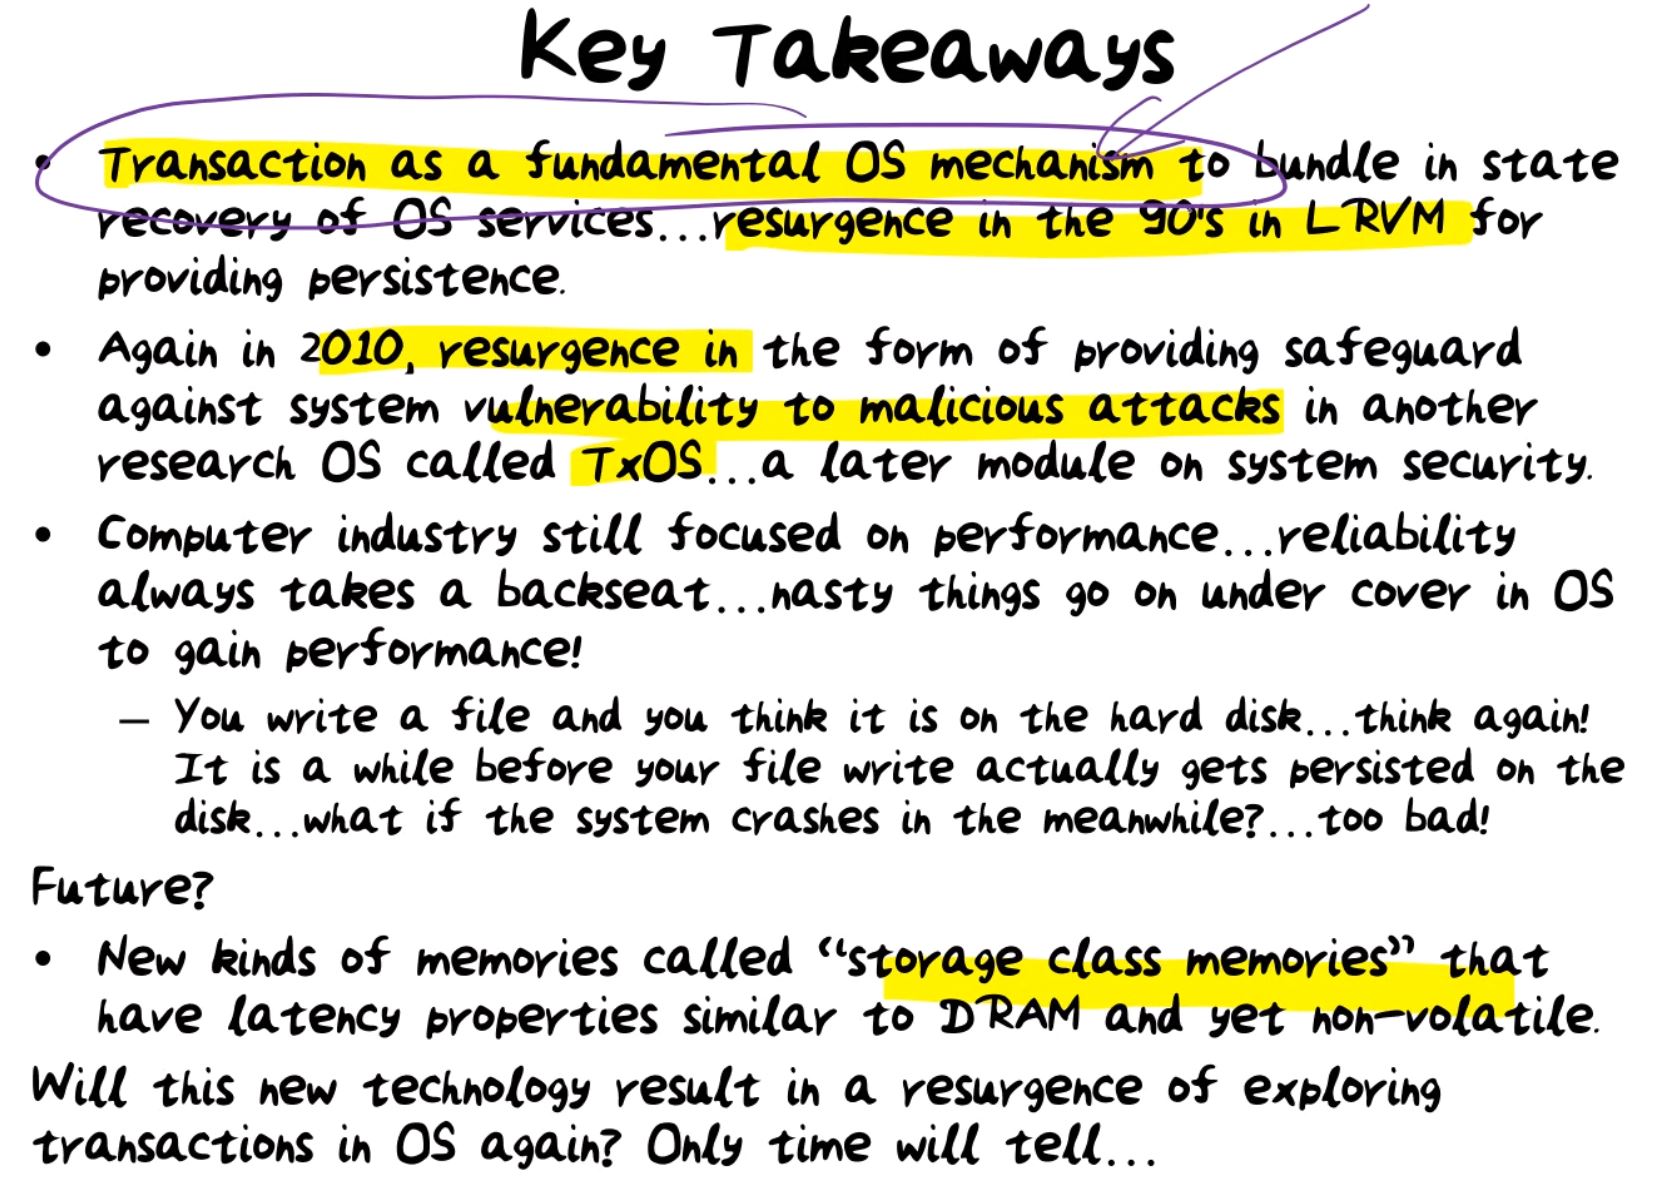 Key Takeaways
• Transaction as a fundamental OS mechanism to bundle in state
recovery of OS services...resurgence in the 90's in LRVM for
providing persistence.
• Again in 2010, resurgence in the form of providing safeguard
against system vulnerability to malicious attacks in another
research OS called TxOS...a later module on system security.
• Computer industry still focused on performance...reliability
always takes a backseat...nasty things go on under cover in OS
to gain performance!
– You write a file and you think it is on the hard disk...think again!
It is a while before your file write actually gets persisted on the
disk...what if the system crashes in the meanwhile?...too bad!
Future?
• New kinds of memories called “storage class memories” that
have latency properties similar to DRAM and yet non-volatile.
Will this new technology result in a resurgence of exploring
transactions in OS again? Only time will tell...